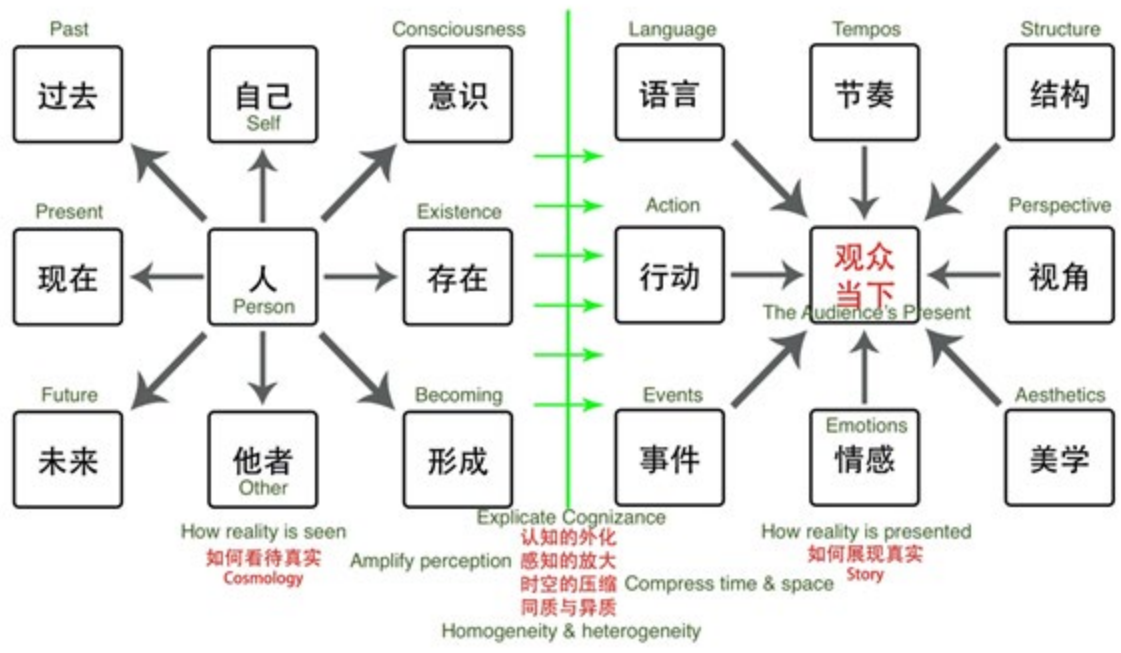 Past
Consciousness
Language
Tempos
Structure
过去
自己
Self
意识
语言
节奏
结构
Present
Existence
Action
Perspective
现在
人
Person
存在
行动
观众
当下
The Audience's Present
视角
Future
Becoming
Events
Aesthetics
未来
他者
Other
形成
事件
Emotions
情感
美学
How reality is seen
如何看待真实
Cosmology
Explicate Cognizance
认知的外化
Amplify perception 感知的放大
时空的压缩 Compress time & space
同质与异质
Homogeneity & heterogeneity
How reality is presented
如何展现真实
Story